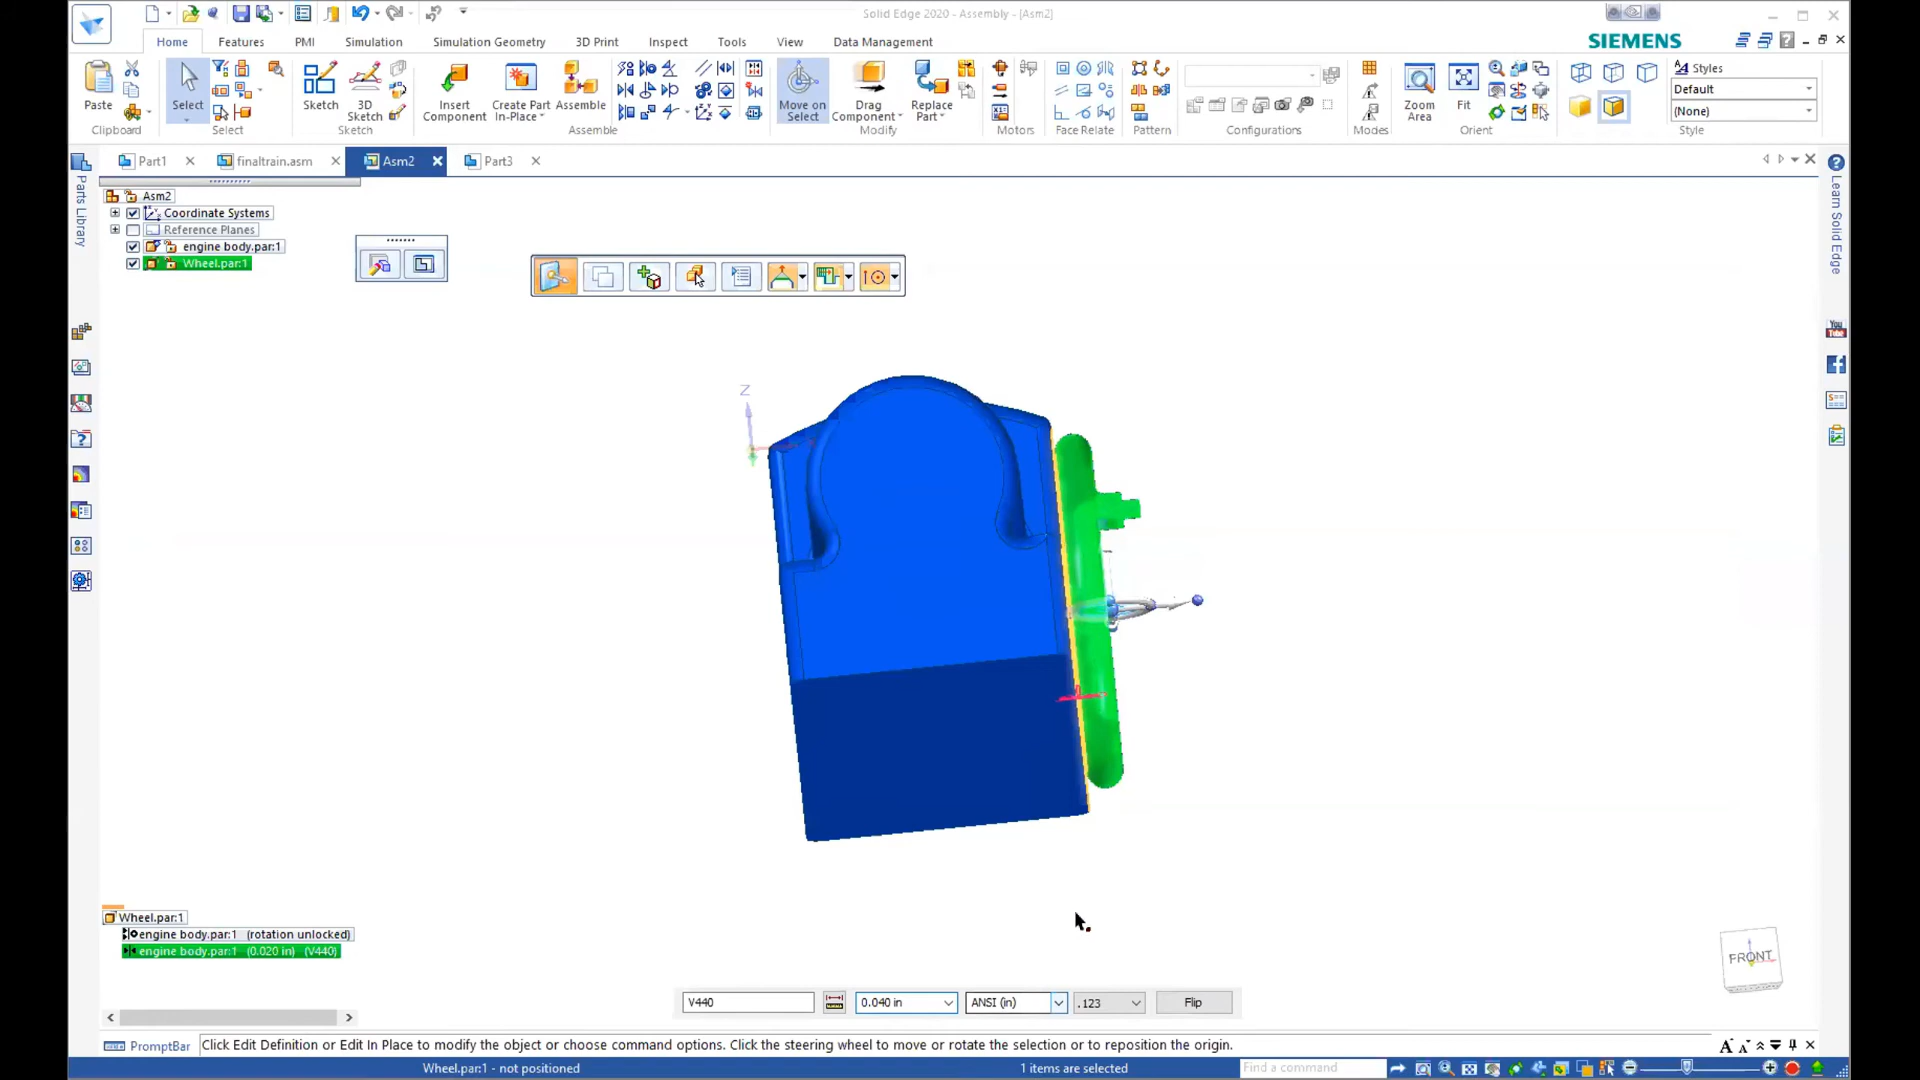 Solid Edge 2020 - Assembly - [Asm2]
Home Features PMI Simulation Simulation Geometry 3D Print Inspect Tools View Data Management
SIEMENS
Paste
Clipboard
Select
Select
Sketch
3D Sketch
Sketch
Insert Component
Create Part In-Place
Assemble
Assemble
Move on Select
Drag Component
Replace Part
Modify
Motors
Face Relate
Pattern
Configurations
Modes
Zoom Area
Fit
Orient
Styles
Default
(None)
Style
Part1 finaltrain.asm Asm2 Part3
Parts Library
Learn Solid Edge
Asm2
Coordinate Systems
Reference Planes
engine body.par:1
Wheel.par:1
Z
FRONT
Wheel.par:1
engine body.par:1 (rotation unlocked)
engine body.par:1 (0.020 in) (V440)
V440 0.040 in ANSI (in) .123 Flip
PromptBar Click Edit Definition or Edit In Place to modify the object or choose command options. Click the steering wheel to move or rotate the selection or to reposition the origin.
Wheel.par:1 - not positioned 1 items are selected Find a command